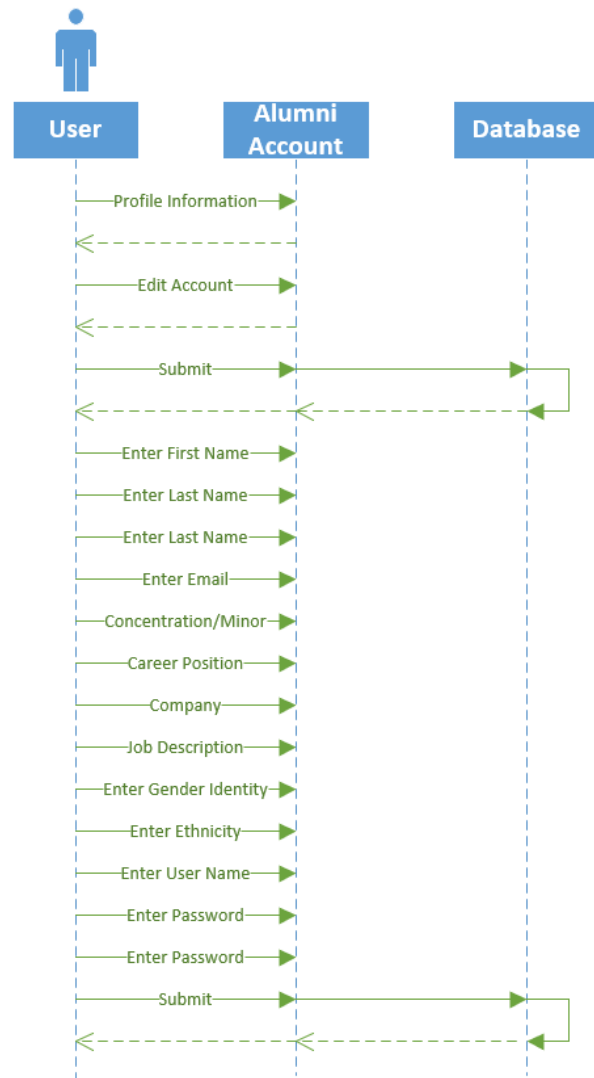 User
Alumni
Account
Database
Profile Information
Edit Account
Submit
Enter First Name
Enter Last Name
Enter Last Name
Enter Email
Concentration/Minor
Career Position
Company
Job Description
Enter Gender Identity
Enter Ethnicity
Enter User Name
Enter Password
Enter Password
Submit